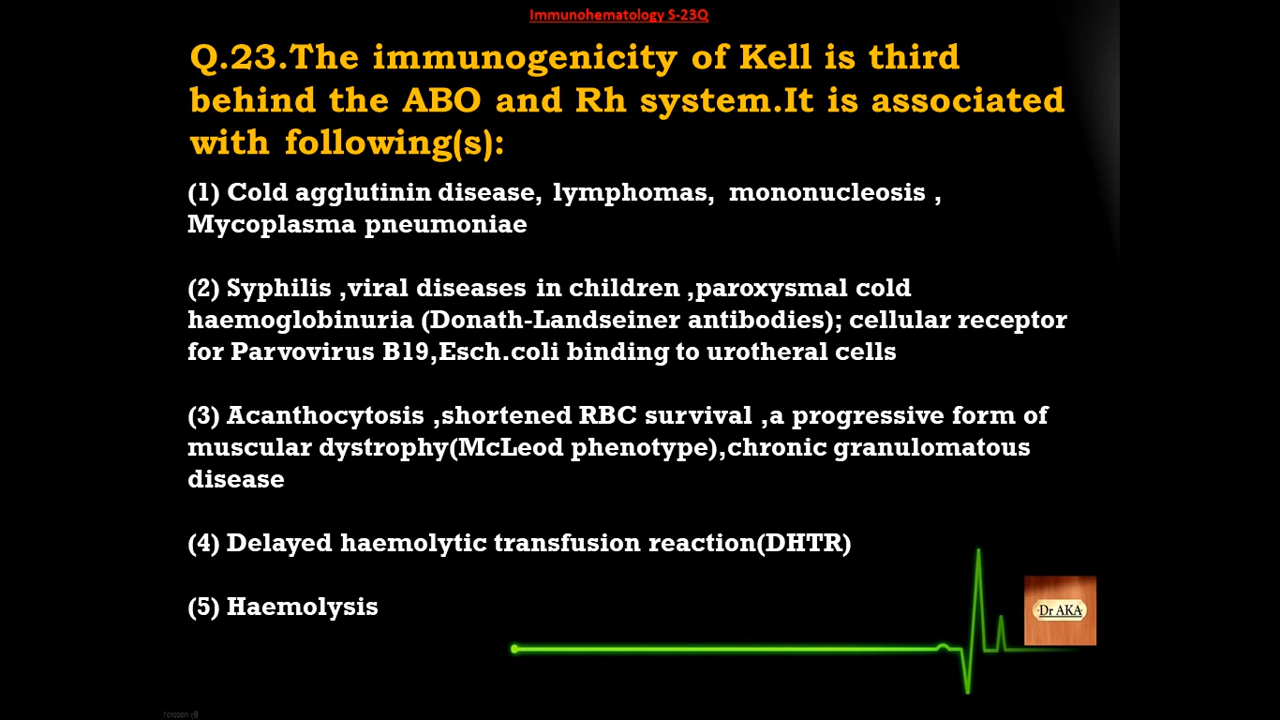 Immunohematology S-23Q
Q.23.The immunogenicity of Kell is third
behind the ABO and Rh system.It is associated
with following(s):
(1) Cold agglutinin disease, lymphomas, mononucleosis ,
Mycoplasma pneumoniae
(2) Syphilis ,viral diseases in children ,paroxysmal cold
haemoglobinuria (Donath-Landseiner antibodies); cellular receptor
for Parvovirus B19,Esch.coli binding to urotheral cells
(3) Acanthocytosis ,shortened RBC survival ,a progressive form of
muscular dystrophy(McLeod phenotype),chronic granulomatous
disease
(4) Delayed haemolytic transfusion reaction(DHTR)
(5) Haemolysis
Dr AKA